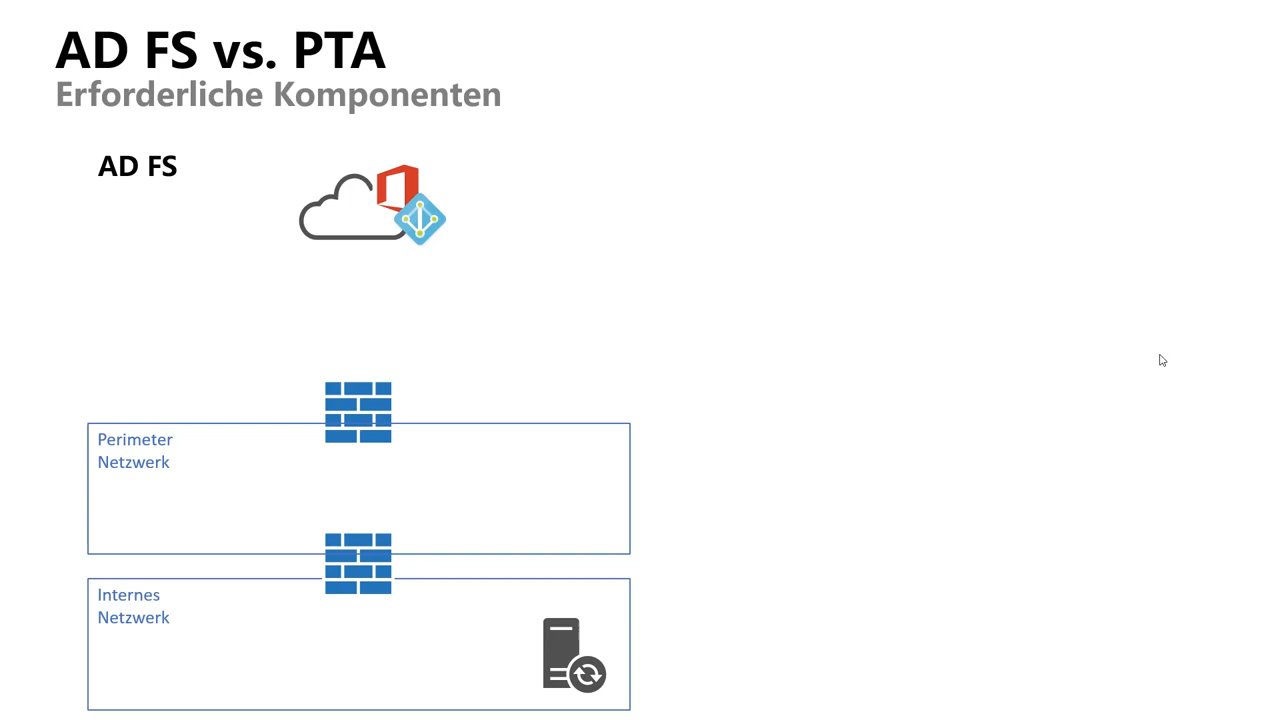 AD FS vs. PTA
Erforderliche Komponenten
AD FS
Perimeter
Netzwerk
Internes
Netzwerk